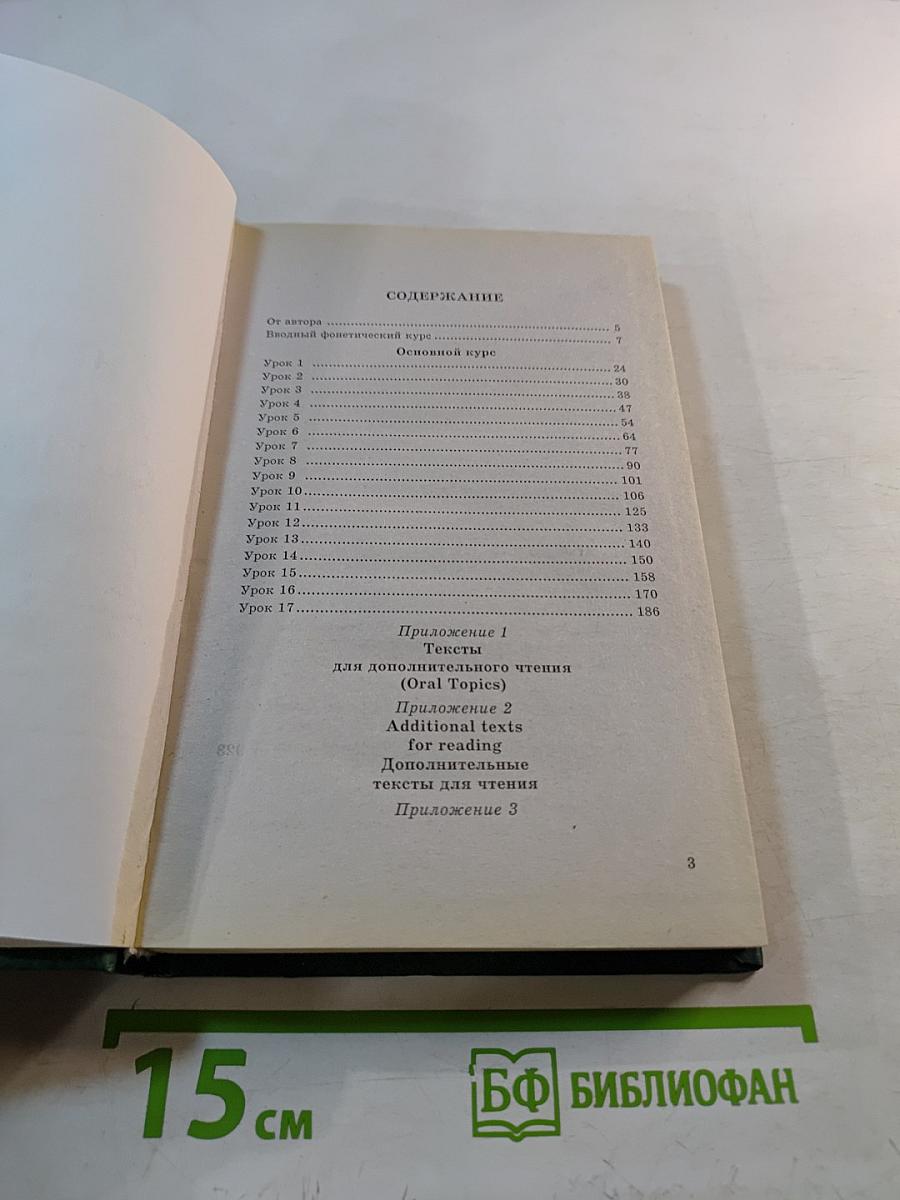 СОДЕРЖАНИЕ
От автора ........ 5
Вводный фонетический курс ........ 7
Основной курс
Урок 1 ........ 24
Урок 2 ........ 30
Урок 3 ........ 38
Урок 4 ........ 47
Урок 5 ........ 54
Урок 6 ........ 64
Урок 7 ........ 77
Урок 8 ........ 90
Урок 9 ........ 101
Урок 10 ........ 106
Урок 11 ........ 125
Урок 12 ........ 133
Урок 13 ........ 140
Урок 14 ........ 150
Урок 15 ........ 158
Урок 16 ........ 170
Урок 17 ........ 186
Приложение 1
Тексты
для дополнительного чтения
(Oral Topics)
Приложение 2
Additional texts
for reading
Дополнительные
тексты для чтения
Приложение 3
3
15 см
БФ БИБЛИОФАН